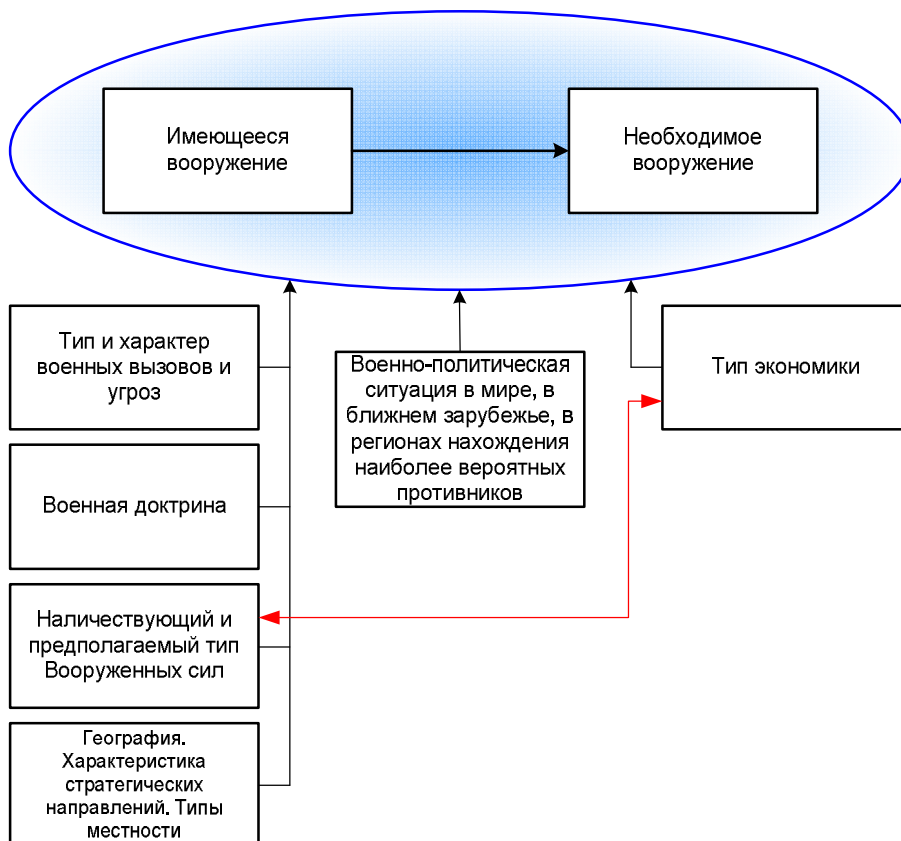 Имеющееся
вооружение
Необходимое
вооружение
Тип и характер
военных вызовов и
угроз
Военно-политическая
ситуация в мире, в
ближнем зарубежье, в
регионах нахождения
наиболее вероятных
противников
Тип экономики
Военная доктрина
Наличествующий и
предполагаемый тип
Вооруженных сил
География.
Характеристика
стратегических
направлений. Типы
местности